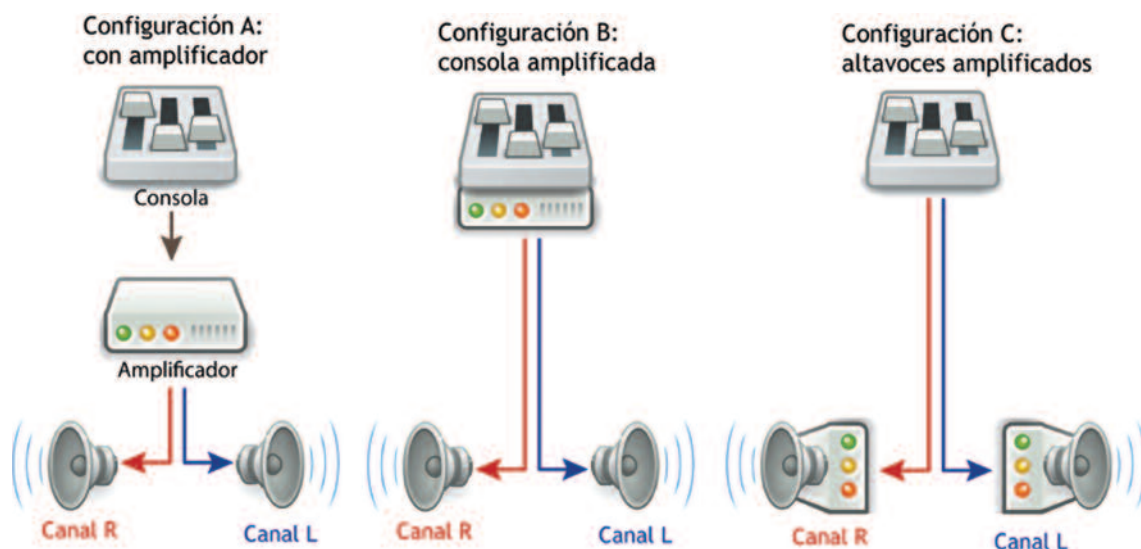 Configuración A:
con amplificador
Consola
Amplificador
Canal R
Canal L
Configuración B:
consola amplificada
Canal R
Canal L
Configuración C:
altavoces amplificados
Canal R
Canal L